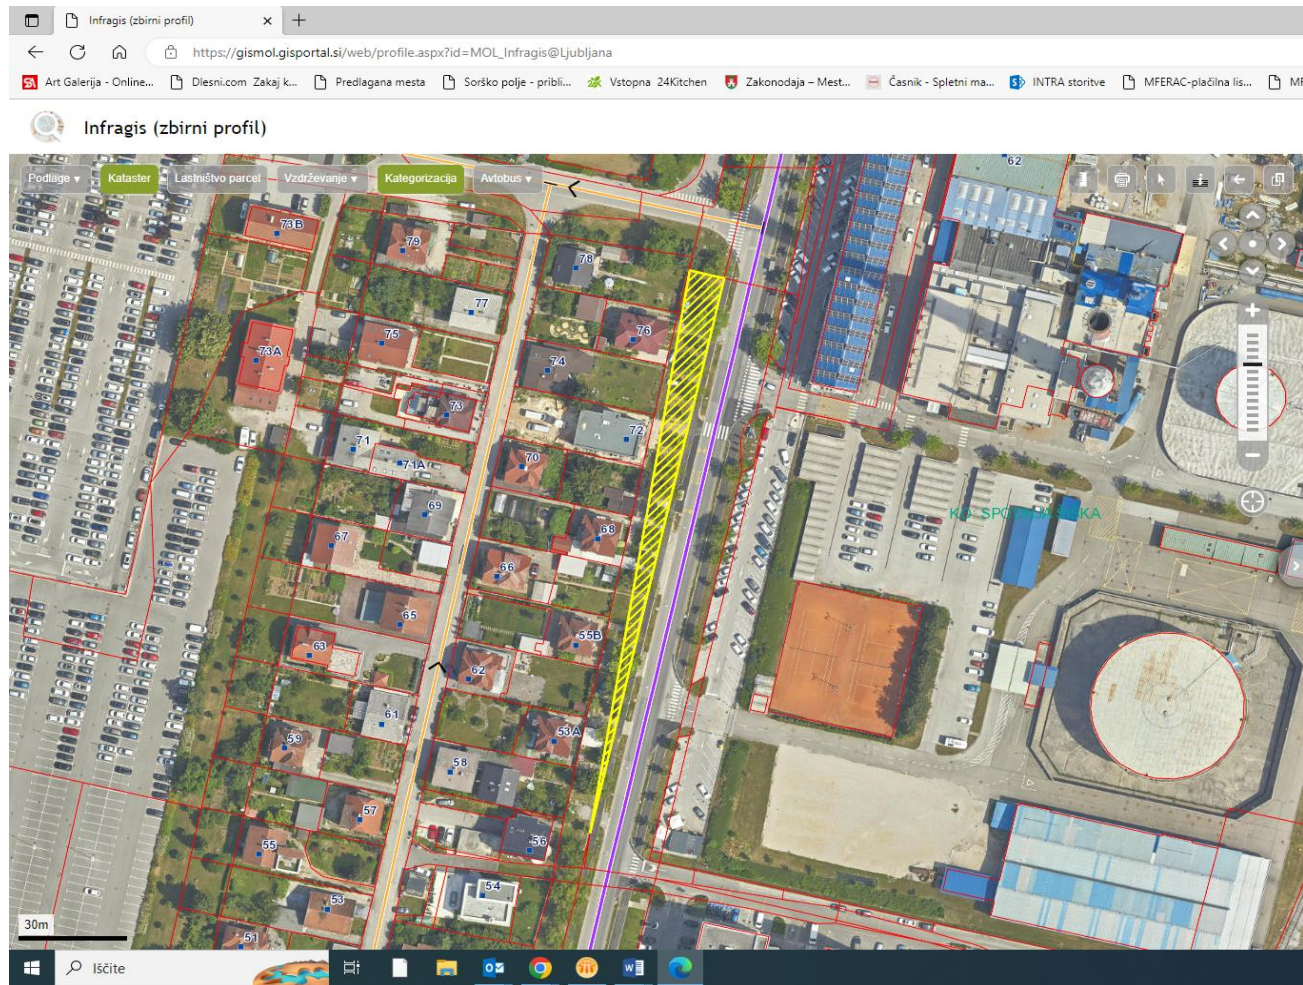 Infragis (zbirni profil)
https://gismol.gisportal.si/web/profile.aspx?id=MOL_Infragis@Ljubljana
Art Galerija - Online... Dlesni.com Zakaj k... Predlagana mesta Sorško polje - pribli... Vstopna 24Kitchen Zakonodaja – Mest... Časnik - Spletni ma... INTRA storitve MFERAC-plačilna lis...
Infragis (zbirni profil)
Podlage Kataster Lastništvo parcel Vzdrževanje Kategorizacija Avtobus
62
73B
79
78
77
76
75
73A
74
73
72
71
71A
70
69
KO SPODNJA ŠIŠKA
68
67
66
65
55B
63
62
61
59
53A
58
57
56
55
54
53
30m
51
Iščite